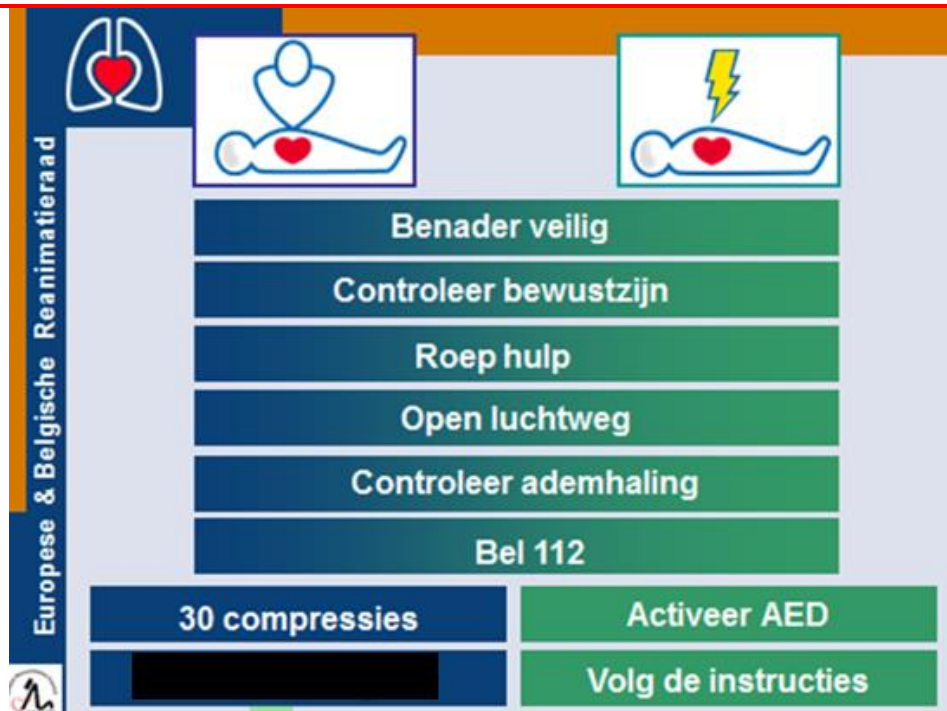 Europese & Belgische Reanimatieraad
Benader veilig
Controleer bewustzijn
Roep hulp
Open luchtweg
Controleer ademhaling
Bel 112
30 compressies
Activeer AED
Volg de instructies